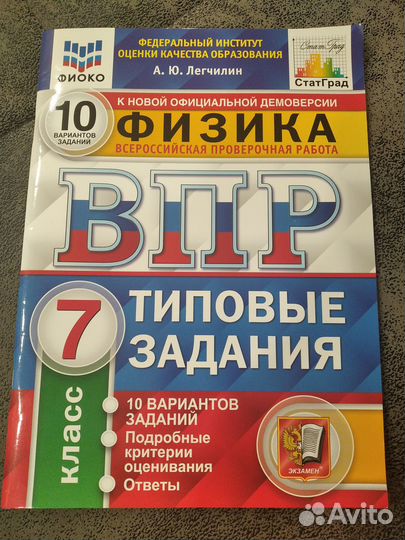 ФЕДЕРАЛЬНЫЙ ИНСТИТУТ
ОЦЕНКИ КАЧЕСТВА ОБРАЗОВАНИЯ
А. Ю. Легчилин
ФИОКО
СтатГрад
СтатГрад
10
ВАРИАНТОВ
ЗАДАНИЙ
К НОВОЙ ОФИЦИАЛЬНОЙ ДЕМОВЕРСИИ
ФИЗИКА
ВСЕРОССИЙСКАЯ ПРОВЕРОЧНАЯ РАБОТА
ВПР
7
класс
ТИПОВЫЕ
ЗАДАНИЯ
10 ВАРИАНТОВ
ЗАДАНИЙ
Подробные
критерии
оценивания
Ответы
ЭКЗАМЕН®
Avito